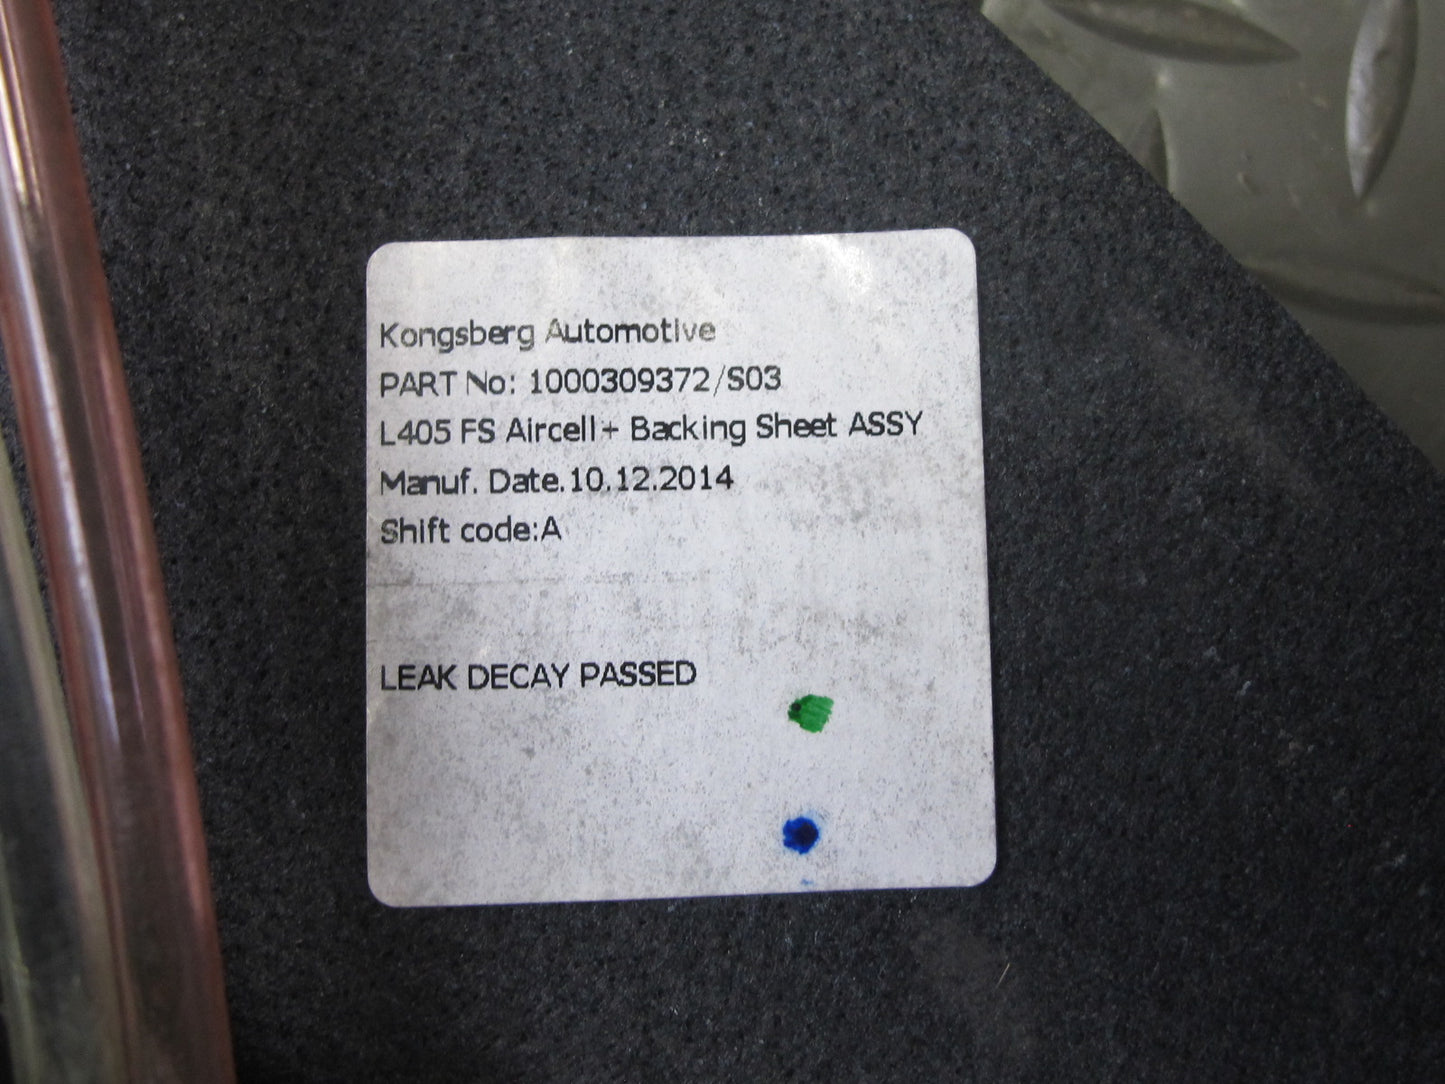 Kongsberg Automotive
PART No: 1000309372/S03
L405 FS Aircell+ Backing Sheet ASSY
Manuf. Date.10.12.2014
Shift code:A
LEAK DECAY PASSED